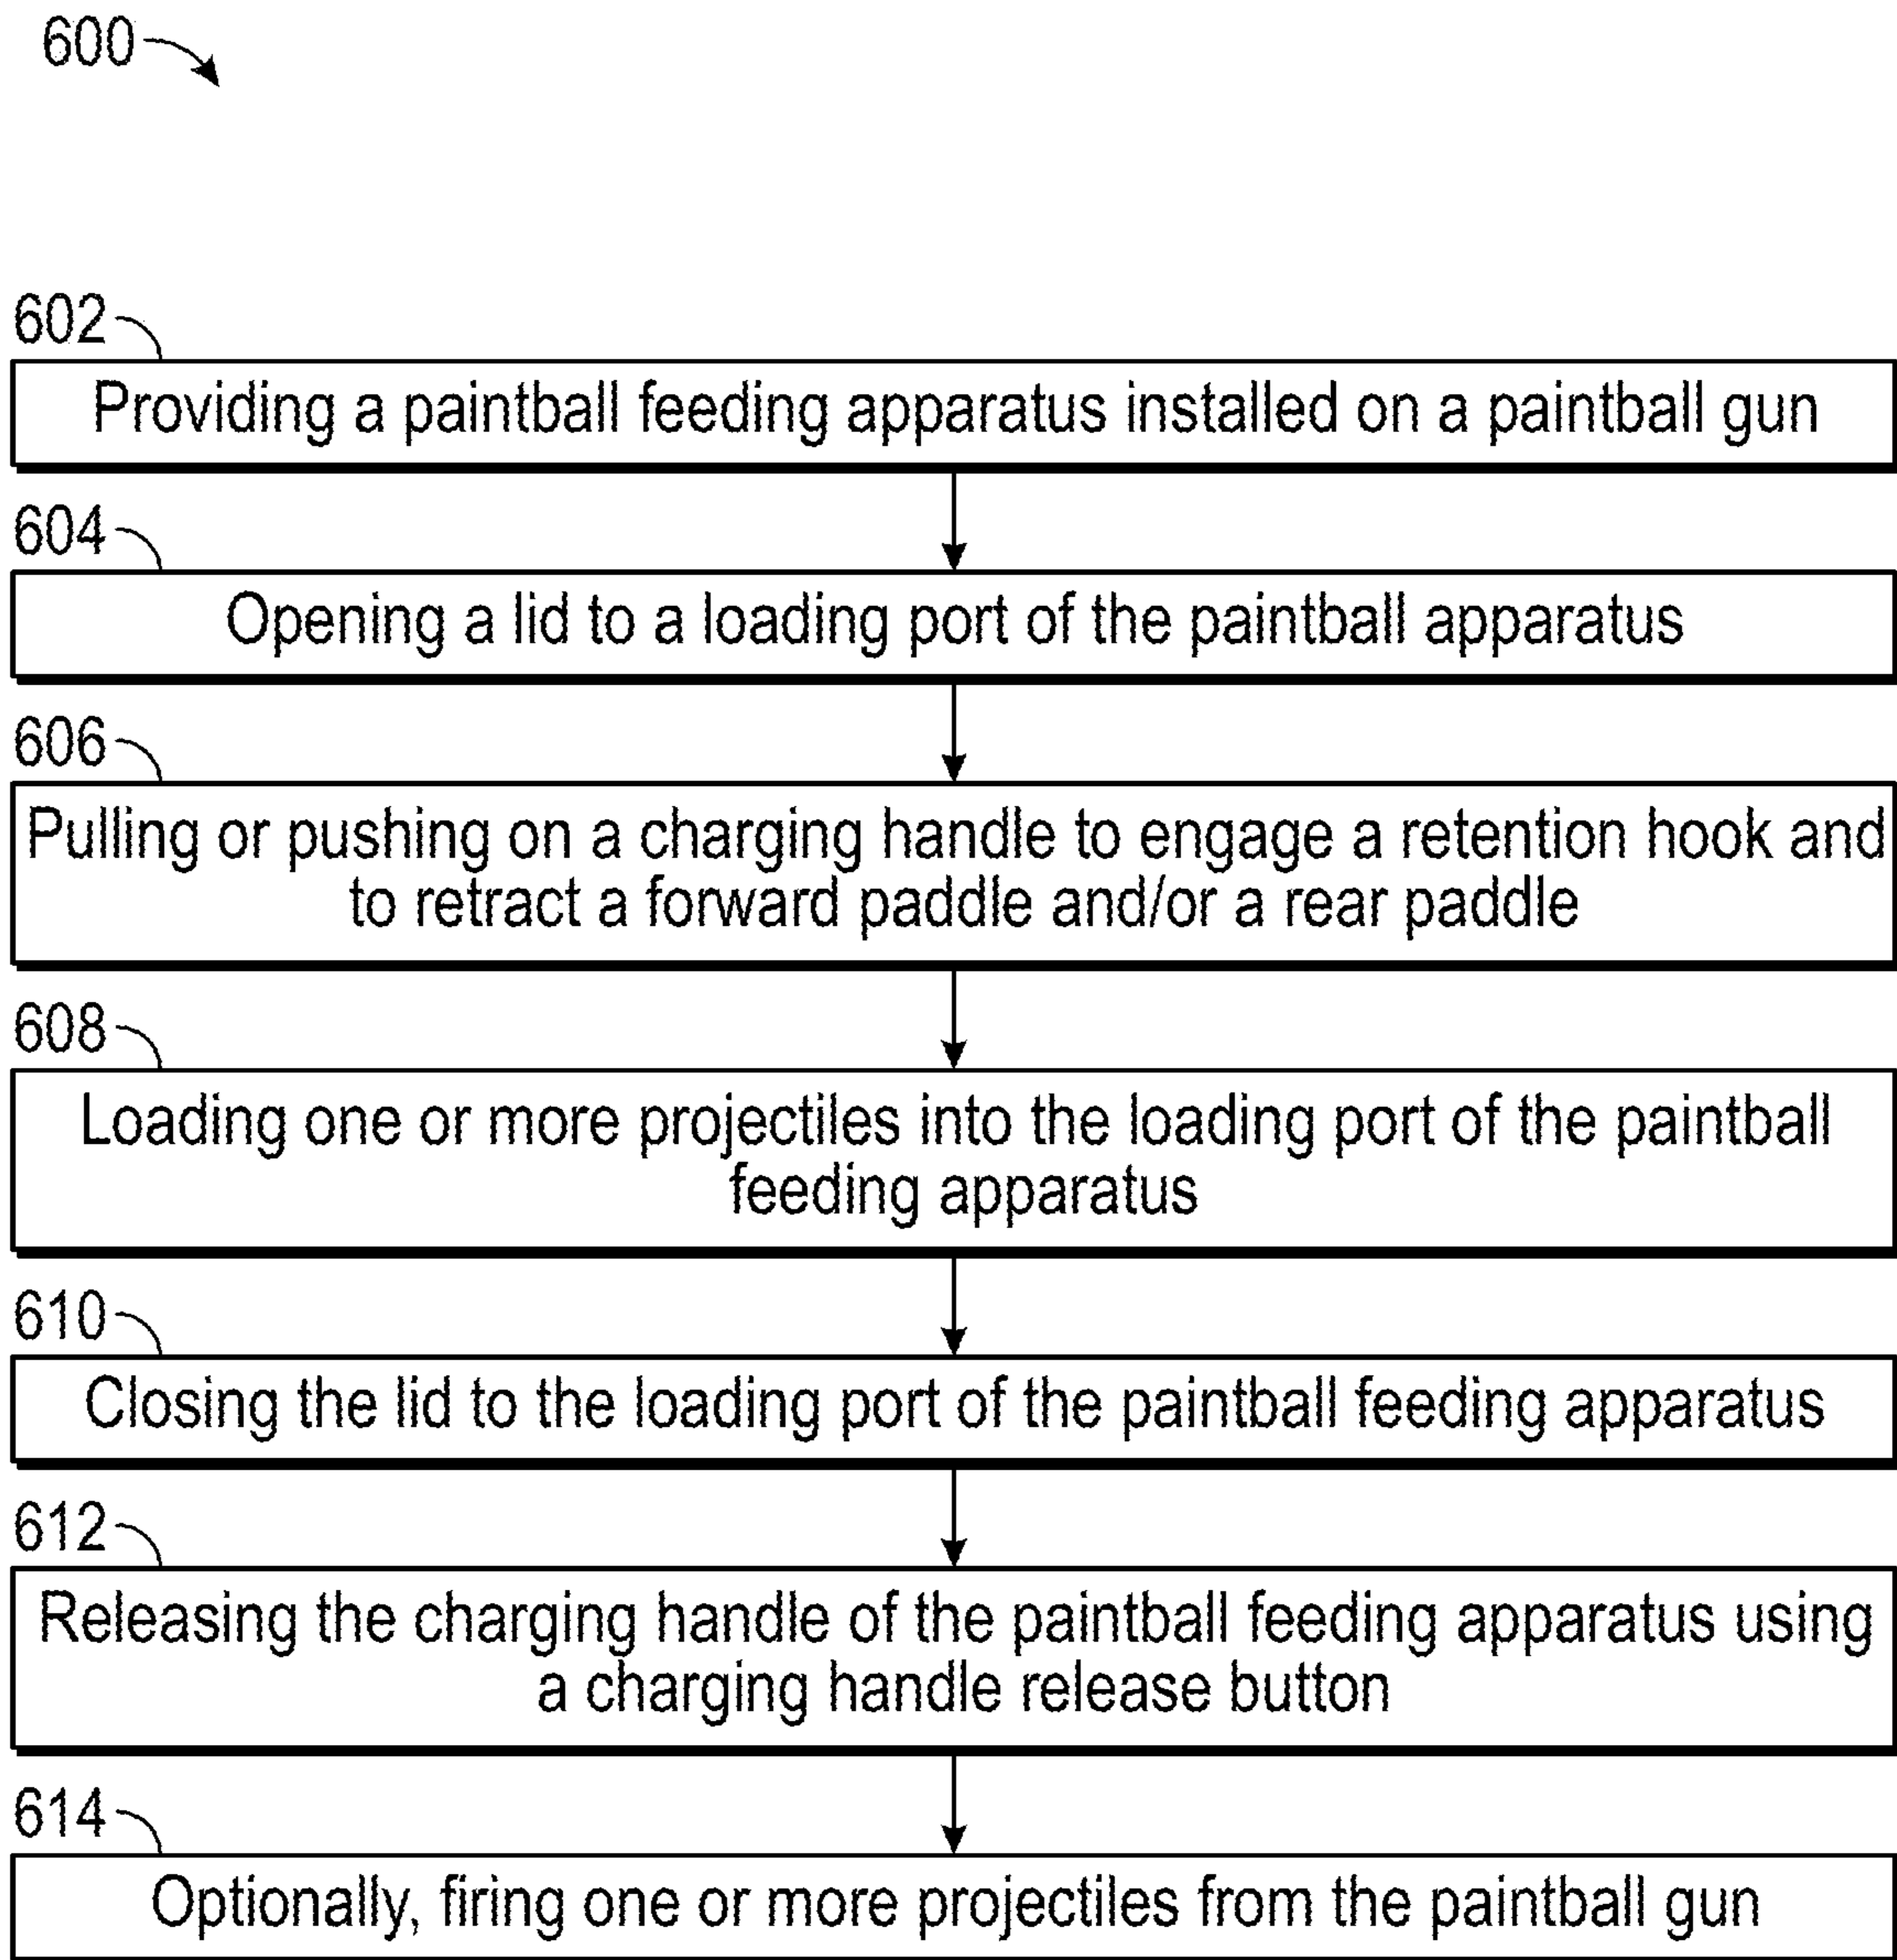 600
602
Providing a paintball feeding apparatus installed on a paintball gun
604
Opening a lid to a loading port of the paintball apparatus
606
Pulling or pushing on a charging handle to engage a retention hook and
to retract a forward paddle and/or a rear paddle
608
Loading one or more projectiles into the loading port of the paintball
feeding apparatus
610
Closing the lid to the loading port of the paintball feeding apparatus
612
Releasing the charging handle of the paintball feeding apparatus using
a charging handle release button
614
Optionally, firing one or more projectiles from the paintball gun